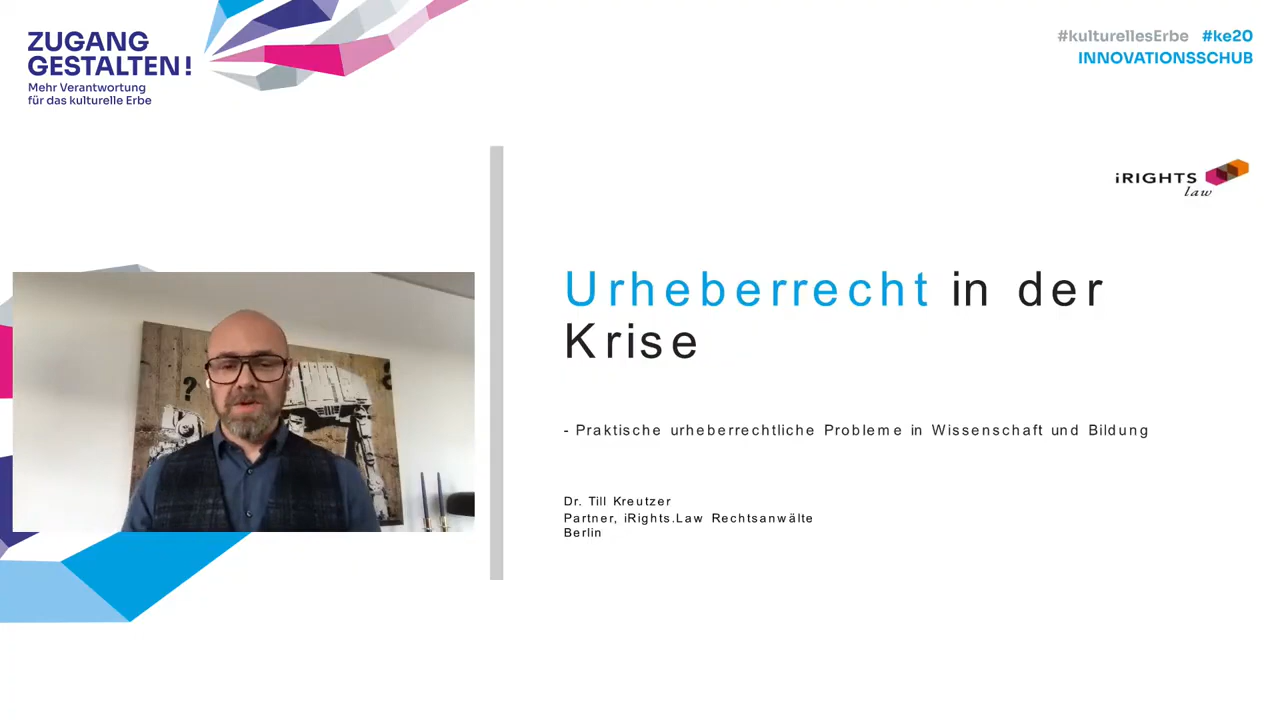 ZUGANG
GESTALTEN!
Mehr Verantwortung
für das kulturelle Erbe
#kulturellesErbe #ke20
INNOVATIONSSCHUB
iRIGHTS
law
Urheberrecht in der
Krise
- Praktische urheberrechtliche Probleme in Wissenschaft und Bildung
Dr. Till Kreutzer
Partner, iRights.Law Rechtsanwälte
Berlin
?